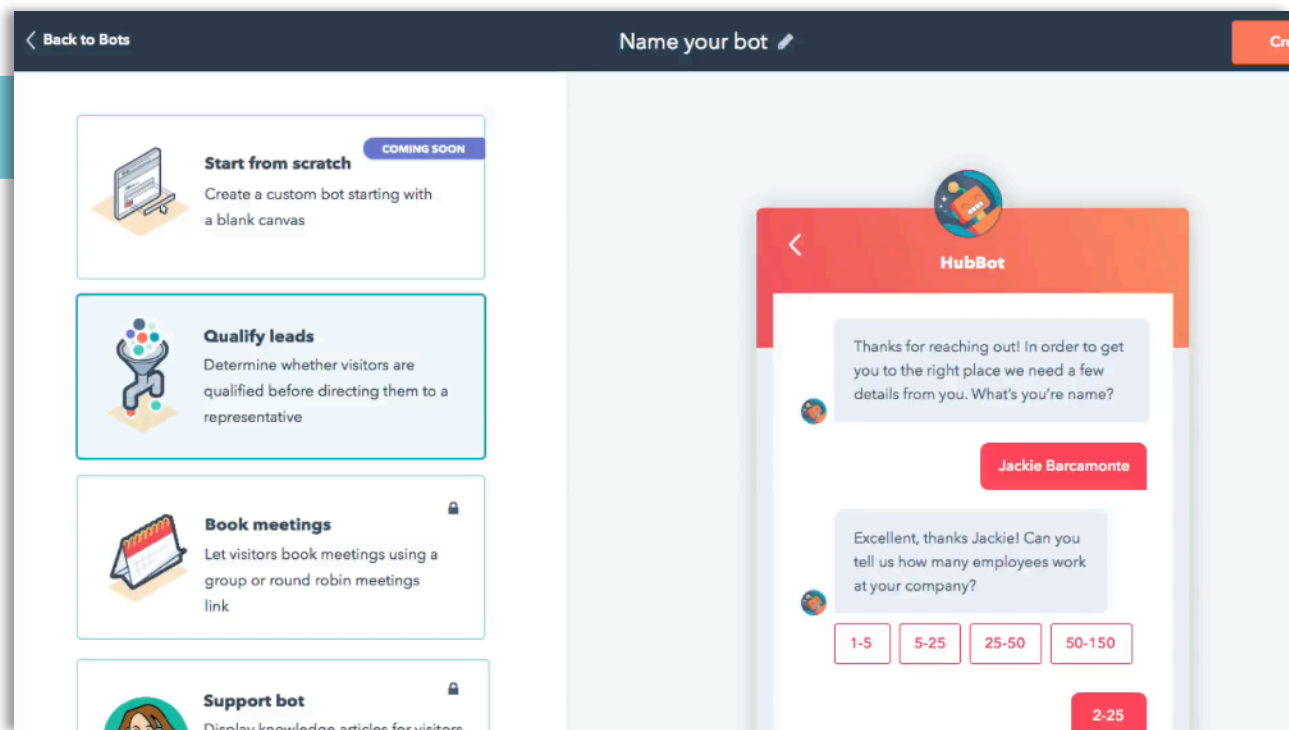 Back to Bots
Name your bot
Start from scratch
COMING SOON
Create a custom bot starting with
a blank canvas
Qualify leads
Determine whether visitors are
qualified before directing them to a
representative
Book meetings
Let visitors book meetings using a
group or round robin meetings
link
Support bot
Display knowledge articles for visitors
HubBot
Thanks for reaching out! In order to get
you to the right place we need a few
details from you. What's you're name?
Jackie Barcamonte
Excellent, thanks Jackie! Can you
tell us how many employees work
at your company?
1-5 5-25 25-50 50-150
2-25